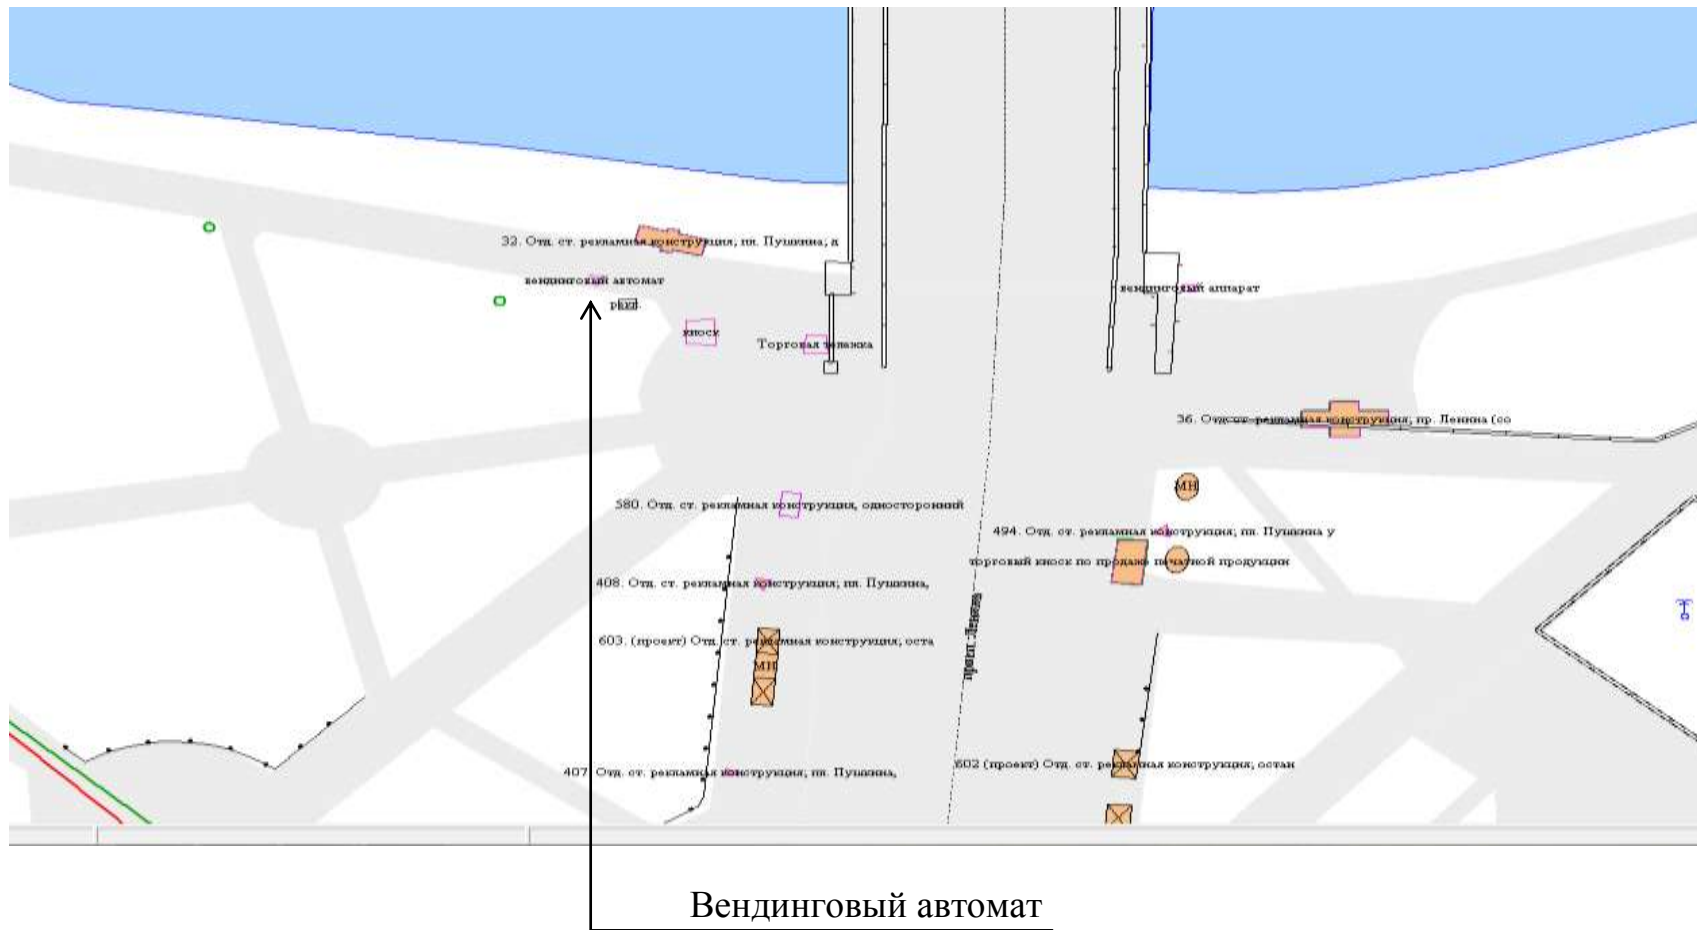 32. Отд. ст. рекламная конструкция; пл. Пушкина; д
вендинговый автомат
вендинговый аппарат
рекл.
киоск
Торговая тележка
36. Отд. ст. рекламная конструкция; пр. Ленина (со
МН
580. Отд. ст. рекламная конструкция, односторонний
494. Отд. ст. рекламная конструкция; пл. Пушкина у
торговый киоск по продаже печатной продукции
408. Отд. ст. рекламная конструкция; пл. Пушкина,
603. (проект) Отд. ст. рекламная конструкция; оста
МН
просп. Ленина
602 (проект) Отд. ст. рекламная конструкция; остан
407. Отд. ст. рекламная конструкция; пл. Пушкина,
Вендинговый автомат